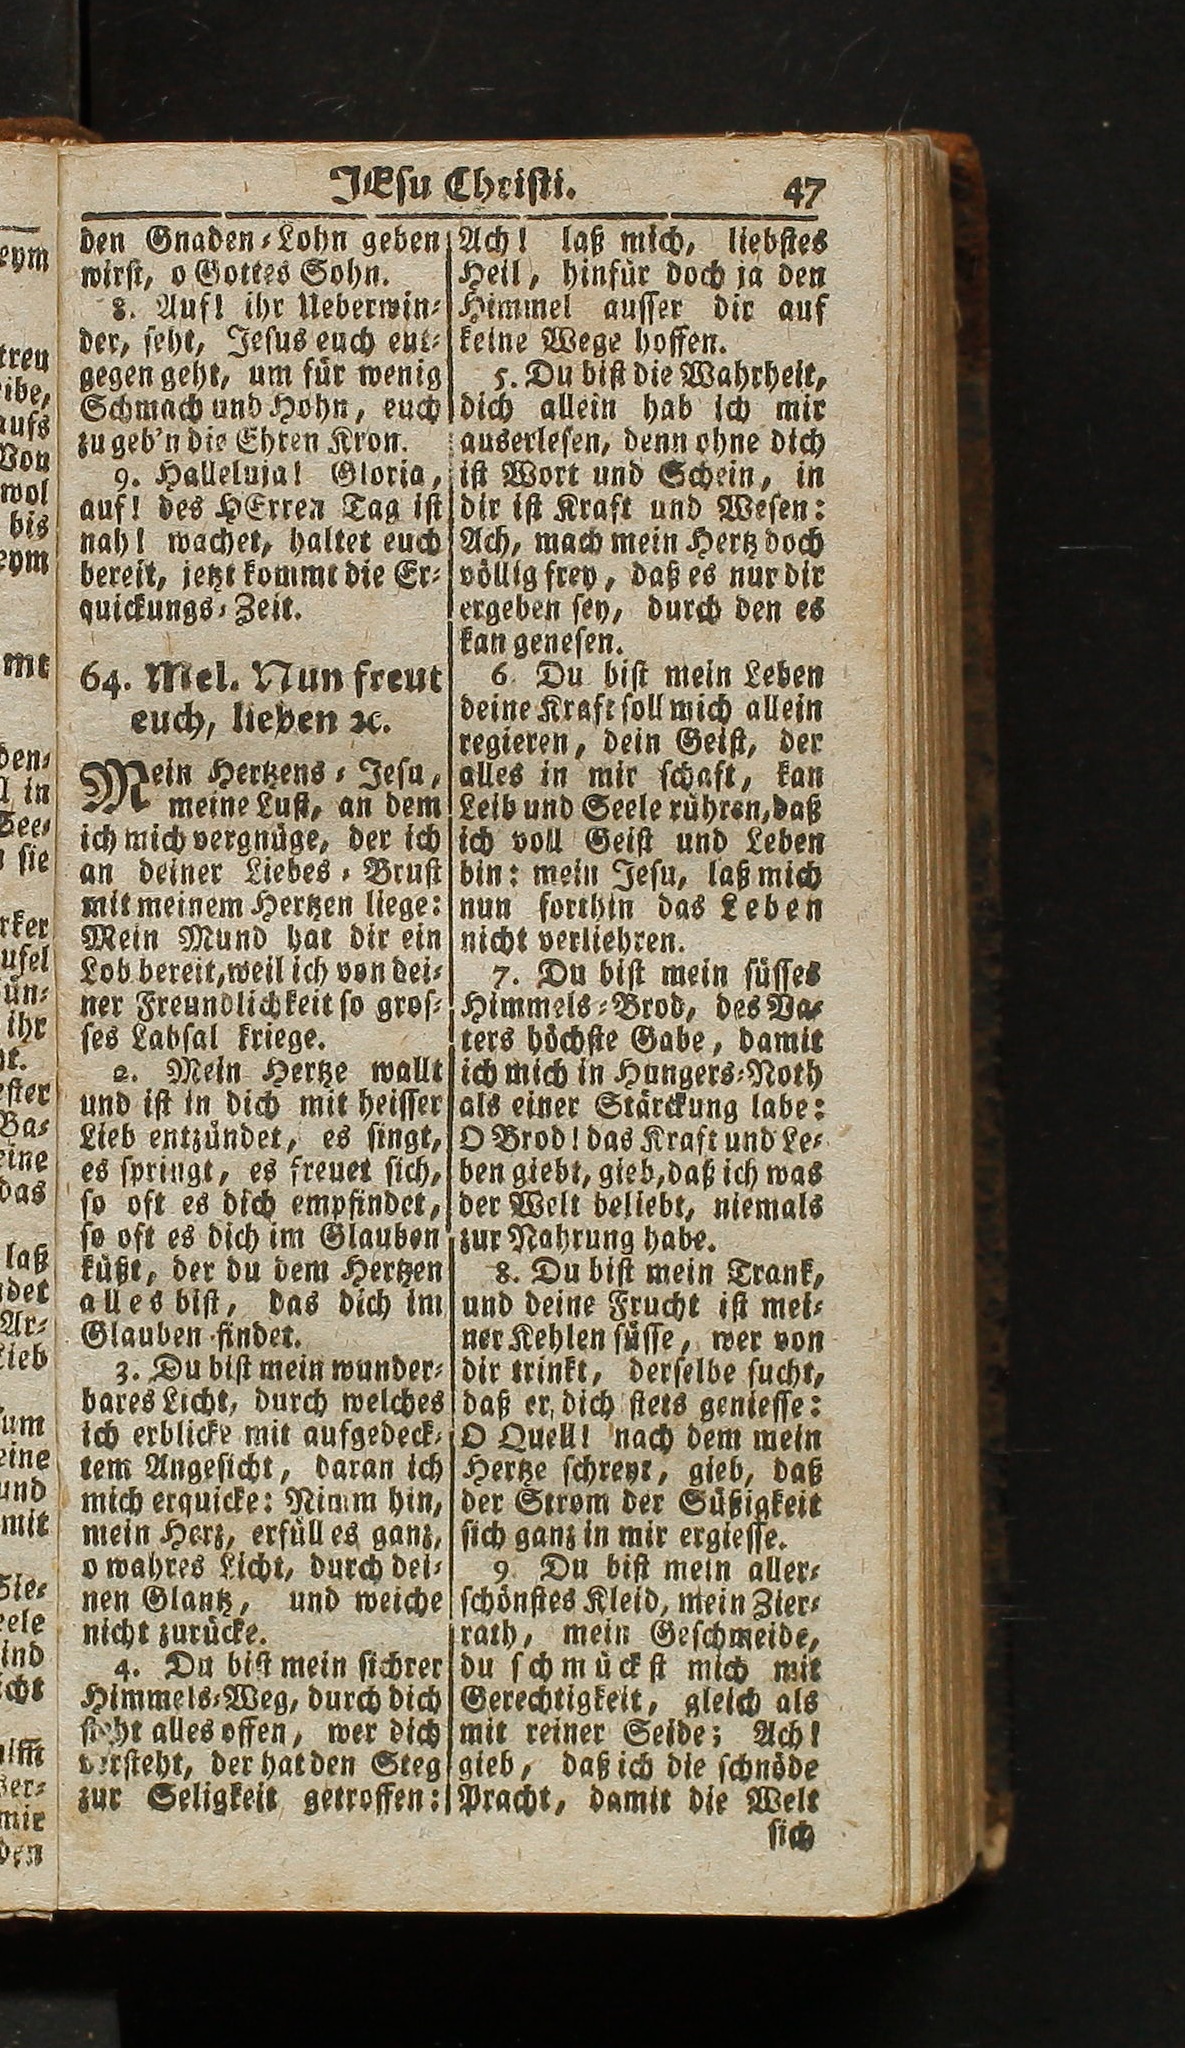 JEsu Christi.
47
den Gnaden-Lohn geben
wirst, o Gottes Sohn.
8. Auf! ihr Ueberwin-
der, seht, Jesus euch ent-
gegen geht, um für wenig
Schmach und Hohn, euch
zu geb'n die Ehren Kron.
9. Halleluja! Gloria,
auf! des HErren Tag ist
nah! wachet, haltet euch
bereit, jetzt kommt die Er-
quickungs-Zeit.
64. Mel. Nun freut
euch, lieben ꝛc.
Mein Hertzens-Jesu,
meine Lust, an dem
ich mich vergnüge, der ich
an deiner Liebes-Brust
mit meinem Hertzen liege:
Mein Mund hat dir ein
Lob bereit, weil ich von dei-
ner Freundlichkeit so gros-
ses Labsal kriege.
2. Mein Hertze wallt
und ist in dich mit heisser
Lieb entzündet, es singt,
es springt, es freuet sich,
so oft es dich empfindet,
so oft es dich im Glauben
küßt, der du dem Hertzen
alles bist, das dich im
Glauben findet.
3. Du bist mein wunder-
bares Licht, durch welches
ich erblicke mit aufgedeck-
tem Angesicht, daran ich
mich erquicke: Nimm hin,
mein Herz, erfüll es ganz,
o wahres Licht, durch dei-
nen Glantz, und weiche
nicht zurücke.
4. Du bist mein sichrer
Himmels-Weg, durch dich
steht alles offen, wer dich
versteht, der hat den Steg
zur Seligkeit getroffen:
Ach! laß mich, liebstes
Heil, hinfür doch ja den
Himmel ausser dir auf
keine Wege hoffen.
5. Du bist die Wahrheit,
dich allein hab ich mir
auserlesen, denn ohne dich
ist Wort und Schein, in
dir ist Kraft und Wesen:
Ach, mach mein Hertz doch
völlig frey, daß es nur dir
ergeben sey, durch den es
kan genesen.
6 Du bist mein Leben
deine Kraft soll mich allein
regieren, dein Geist, der
alles in mir schaft, kan
Leib und Seele rühren, daß
ich voll Geist und Leben
bin: mein Jesu, laß mich
nun forthin das Leben
nicht verliehren.
7. Du bist mein süsses
Himmels-Brod, des Va-
ters höchste Gabe, damit
ich mich in Hungers-Noth
als einer Stärckung labe:
O Brod! das Kraft und Le-
ben giebt, gieb, daß ich was
der Welt beliebt, niemals
zur Nahrung habe.
8. Du bist mein Trank,
und deine Frucht ist mei-
ner Kehlen süsse, wer von
dir trinkt, derselbe sucht,
daß er dich stets geniesse:
O Quell! nach dem mein
Hertze schreyt, gieb, daß
der Strom der Süßigkeit
sich ganz in mir ergiesse.
9 Du bist mein aller-
schönstes Kleid, mein Zier-
rath, mein Geschmeide,
du schmückst mich mit
Gerechtigkeit, gleich als
mit reiner Seide; Ach!
gieb, daß ich die schnöde
Pracht, damit die Welt
sich